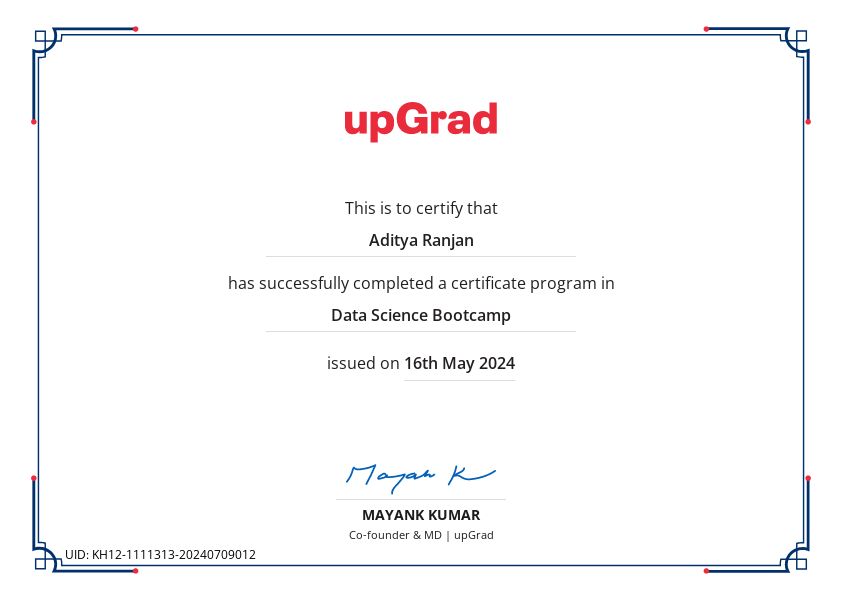 upGrad
This is to certify that
Aditya Ranjan
has successfully completed a certificate program in
Data Science Bootcamp
issued on 16th May 2024
Mayank K
MAYANK KUMAR
Co-founder & MD | upGrad
UID: KH12-1111313-20240709012